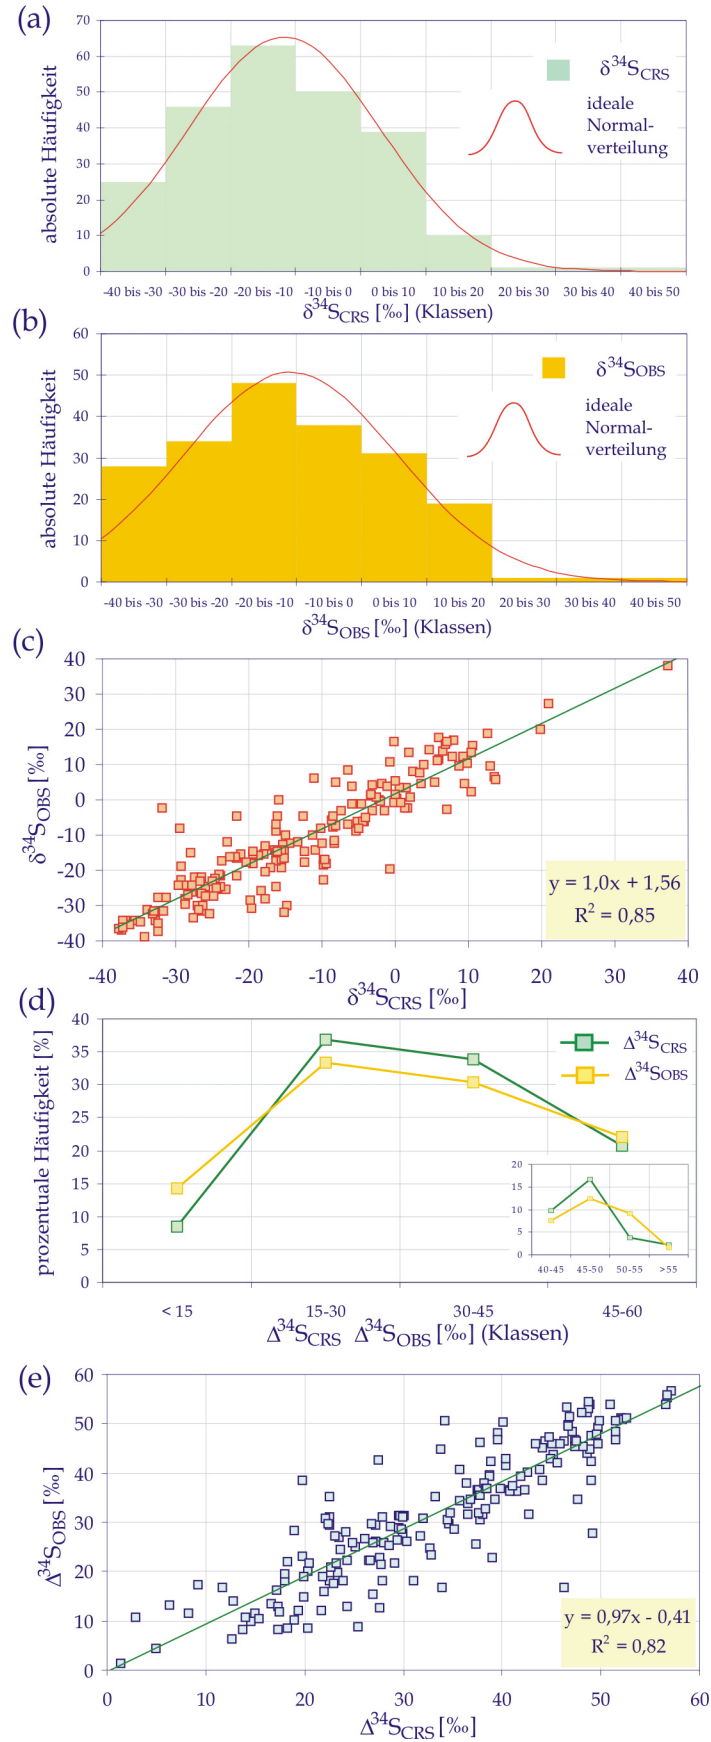 (a)
70
60
50
40
30
20
10
0
absolute Häufigkeit
δ³⁴SCRS
ideale
Normal-
verteilung
-40 bis -30 -30 bis -20 -20 bis -10 -10 bis 0 0 bis 10 10 bis 20 20 bis 30 30 bis 40 40 bis 50
δ³⁴SCRS [‰] (Klassen)
(b)
60
50
40
30
20
10
0
absolute Häufigkeit
δ³⁴SOBS
ideale
Normal-
verteilung
-40 bis -30 -30 bis -20 -20 bis -10 -10 bis 0 0 bis 10 10 bis 20 20 bis 30 30 bis 40 40 bis 50
δ³⁴SOBS [‰] (Klassen)
(c)
40
30
20
10
0
-10
-20
-30
-40
δ³⁴SOBS [‰]
y = 1,0x + 1,56
R² = 0,85
-40 -30 -20 -10 0 10 20 30 40
δ³⁴SCRS [‰]
(d)
40
35
30
25
20
15
10
5
0
prozentuale Häufigkeit [%]
Δ³⁴SCRS
Δ³⁴SOBS
20
15
10
5
0
40-45 45-50 50-55 >55
< 15 15-30 30-45 45-60
Δ³⁴SCRS Δ³⁴SOBS [‰] (Klassen)
(e)
60
50
40
30
20
10
0
Δ³⁴SOBS [‰]
y = 0,97x - 0,41
R² = 0,82
0 10 20 30 40 50 60
Δ³⁴SCRS [‰]